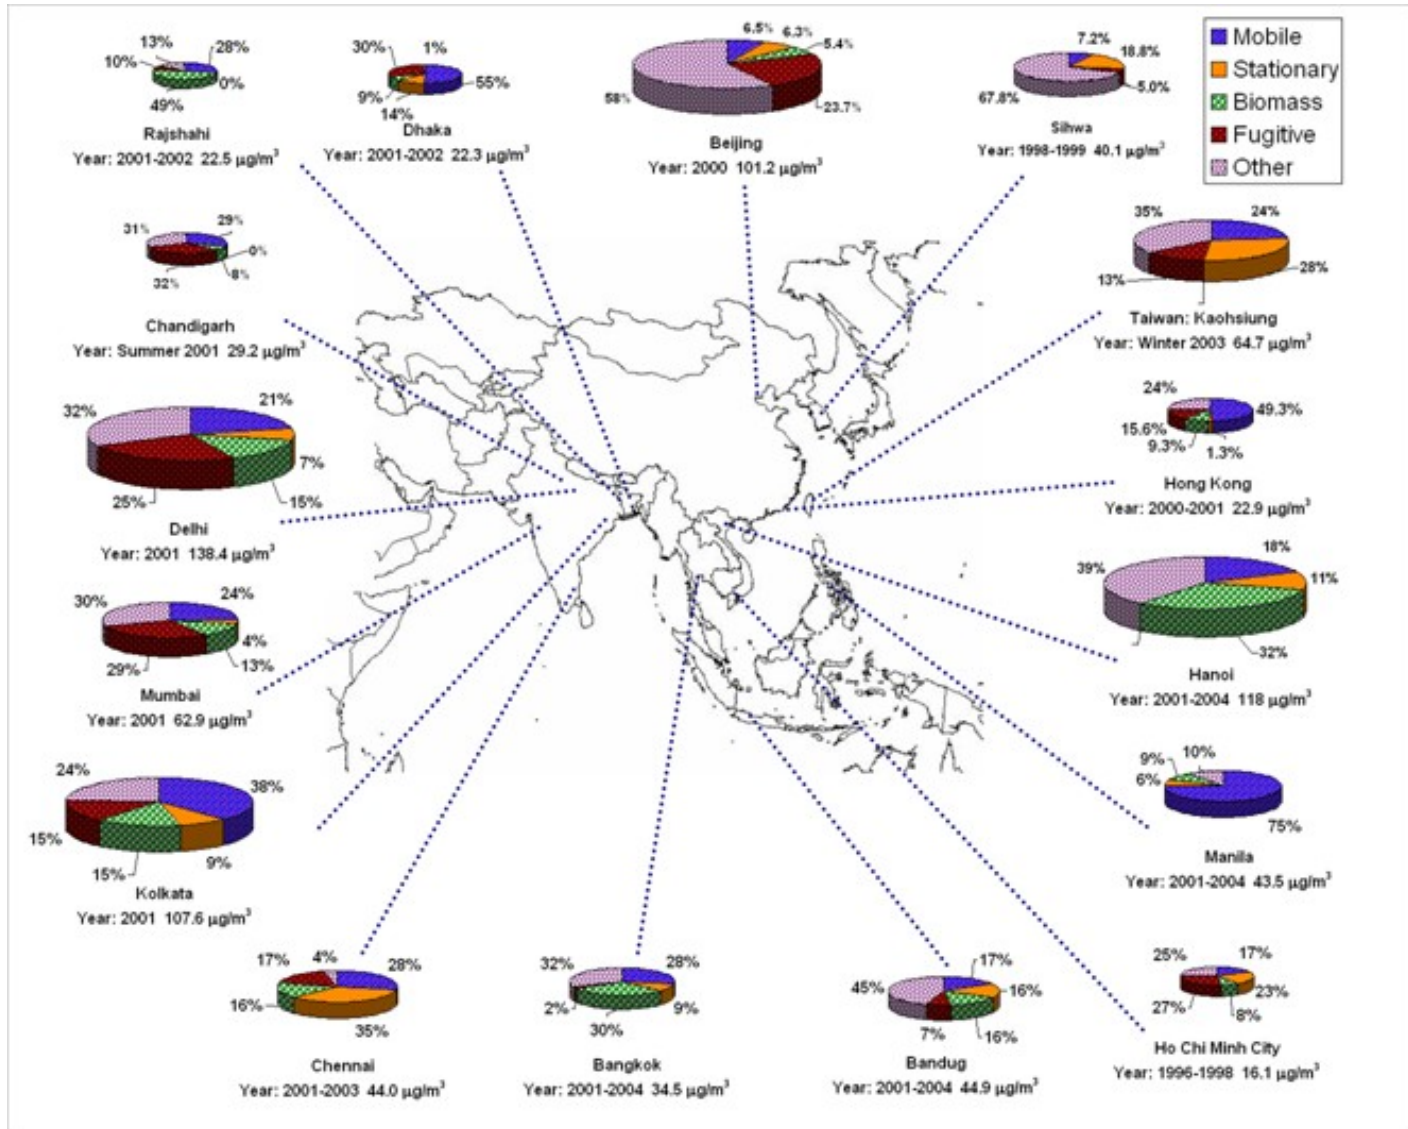 Mobile
Stationary
Biomass
Fugitive
Other
13%
28%
10%
0%
49%
Rajshahi
Year: 2001-2002 22.5 µg/m³
30%
1%
55%
9%
14%
Dhaka
Year: 2001-2002 22.3 µg/m³
6.5%
6.3%
5.4%
58%
23.7%
Beijing
Year: 2000 101.2 µg/m³
7.2%
18.8%
67.8%
5.0%
Sihwa
Year: 1998-1999 40.1 µg/m³
31%
29%
0%
32%
8%
Chandigarh
Year: Summer 2001 29.2 µg/m³
35%
24%
13%
28%
Taiwan: Kaohsiung
Year: Winter 2003 64.7 µg/m³
32%
21%
7%
25%
15%
Delhi
Year: 2001 138.4 µg/m³
24%
49.3%
15.6%
9.3%
1.3%
Hong Kong
Year: 2000-2001 22.9 µg/m³
30%
24%
4%
29%
13%
Mumbai
Year: 2001 62.9 µg/m³
39%
18%
11%
32%
Hanoi
Year: 2001-2004 118 µg/m³
24%
38%
15%
15%
9%
Kolkata
Year: 2001 107.6 µg/m³
9%
10%
6%
75%
Manila
Year: 2001-2004 43.5 µg/m³
17%
4%
28%
16%
35%
Chennai
Year: 2001-2003 44.0 µg/m³
32%
28%
2%
9%
30%
Bangkok
Year: 2001-2004 34.5 µg/m³
17%
45%
16%
7%
16%
Bandug
Year: 2001-2004 44.9 µg/m³
25%
17%
23%
27%
8%
Ho Chi Minh City
Year: 1996-1998 16.1 µg/m³